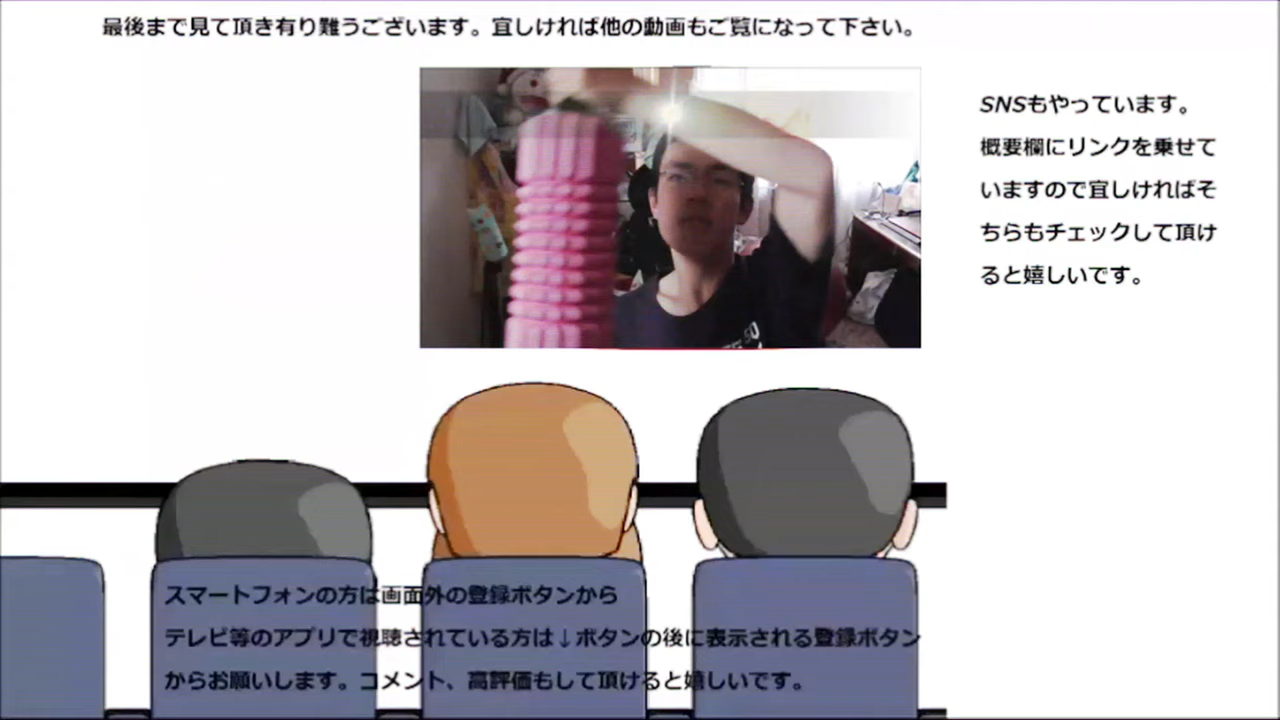 最後まで見て頂き有り難うございます。宜しければ他の動画もご覧になって下さい。
SNSもやっています。
概要欄にリンクを乗せて
いますので宜しければそ
ちらもチェックして頂け
ると嬉しいです。
スマートフォンの方は画面外の登録ボタンから
テレビ等のアプリで視聴されている方は↓ボタンの後に表示される登録ボタン
からお願いします。コメント、高評価もして頂けると嬉しいです。